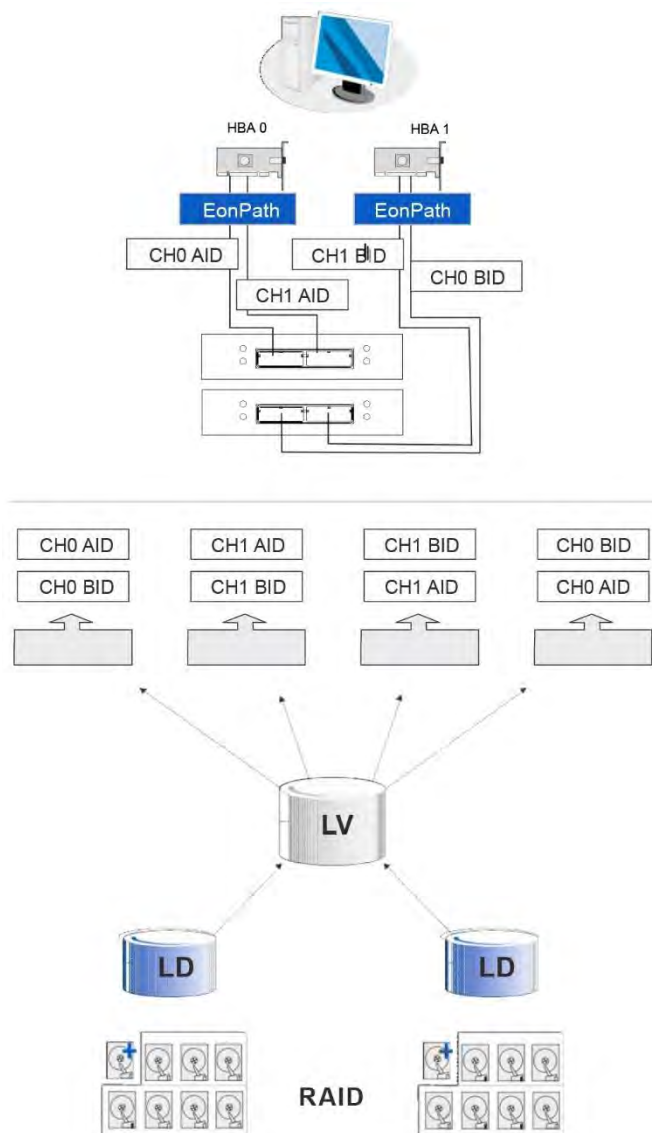 HBA 0
HBA 1
EonPath
EonPath
CH0 AID
CH1 BID
CH0 BID
CH1 AID
CH0 AID
CH1 AID
CH1 BID
CH0 BID
CH0 BID
CH1 BID
CH1 AID
CH0 AID
LV
LD
LD
RAID